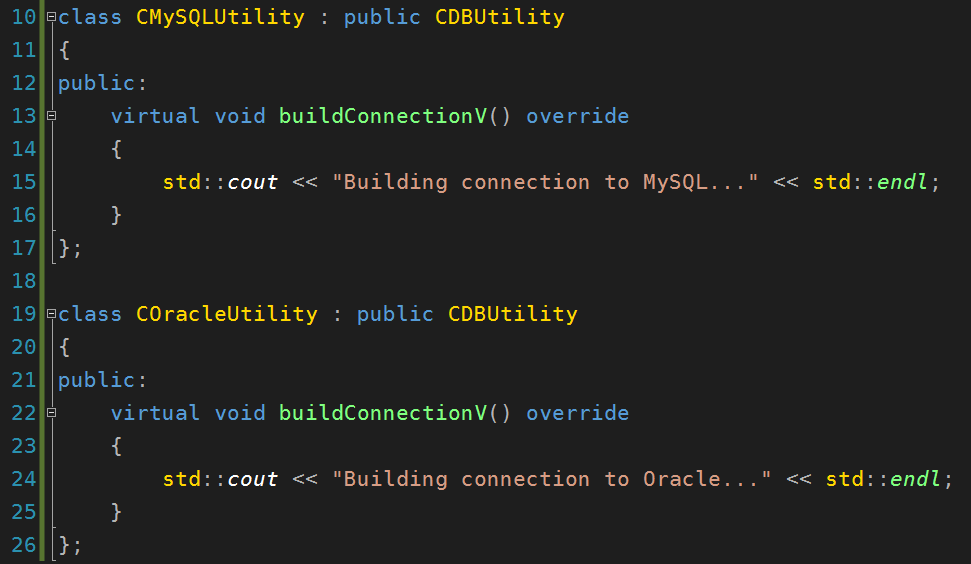 10 class CMySQLUtility : public CDBUtility
11 {
12 public:
13     virtual void buildConnectionV() override
14     {
15         std::cout << "Building connection to MySQL..." << std::endl;
16     }
17 };
18
19 class COracleUtility : public CDBUtility
20 {
21 public:
22     virtual void buildConnectionV() override
23     {
24         std::cout << "Building connection to Oracle..." << std::endl;
25     }
26 };